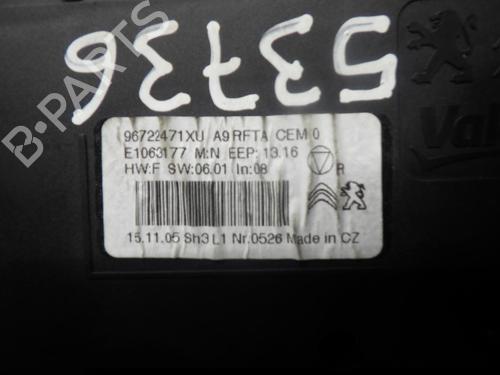 53736
B-PARTS
Val
96722471XU A9 RFTA CEM 0
E1063177 M:N EEP: 13.16
HW:F SW:06.01 In:08
R
15.11.05 Sh3 L1 Nr.0526 Made in CZ